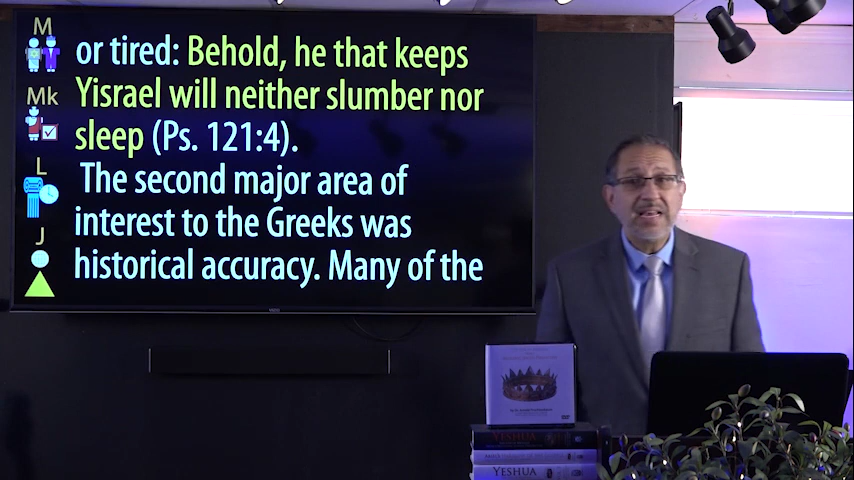 M
or tired: Behold, he that keeps
Mk
Yisrael will neither slumber nor
sleep (Ps. 121:4).
L
The second major area of
interest to the Greeks was
J
historical accuracy. Many of the
YESHUA
YESHUA